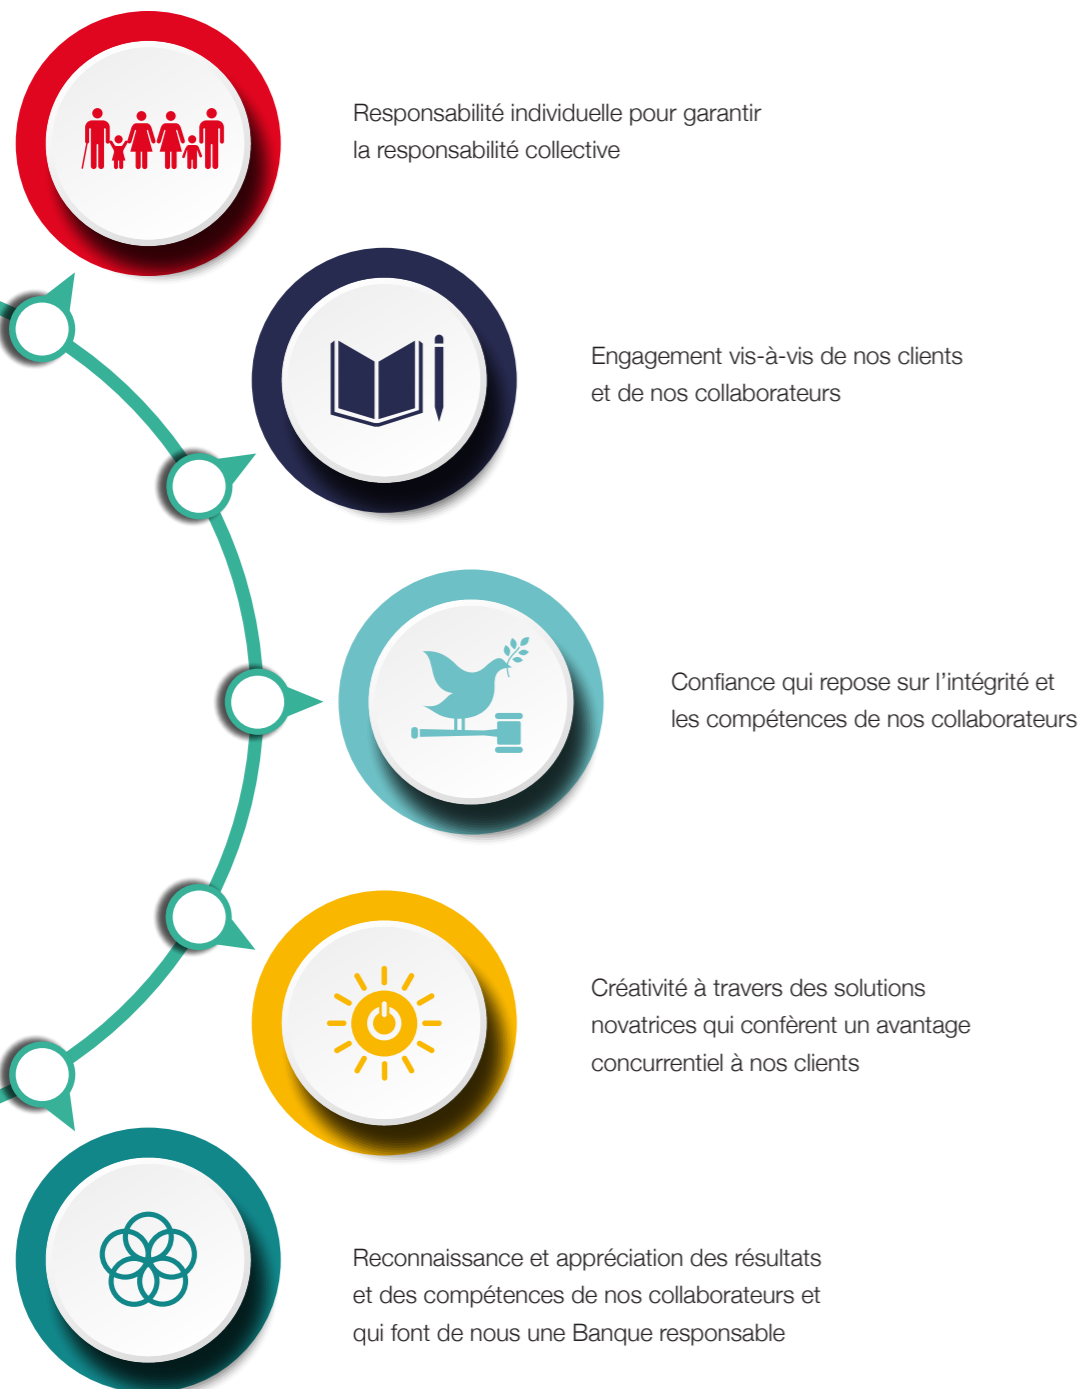 Responsabilité individuelle pour garantir
la responsabilité collective
Engagement vis-à-vis de nos clients
et de nos collaborateurs
Confiance qui repose sur l’intégrité et
les compétences de nos collaborateurs
Créativité à travers des solutions
novatrices qui confèrent un avantage
concurrentiel à nos clients
Reconnaissance et appréciation des résultats
et des compétences de nos collaborateurs et
qui font de nous une Banque responsable